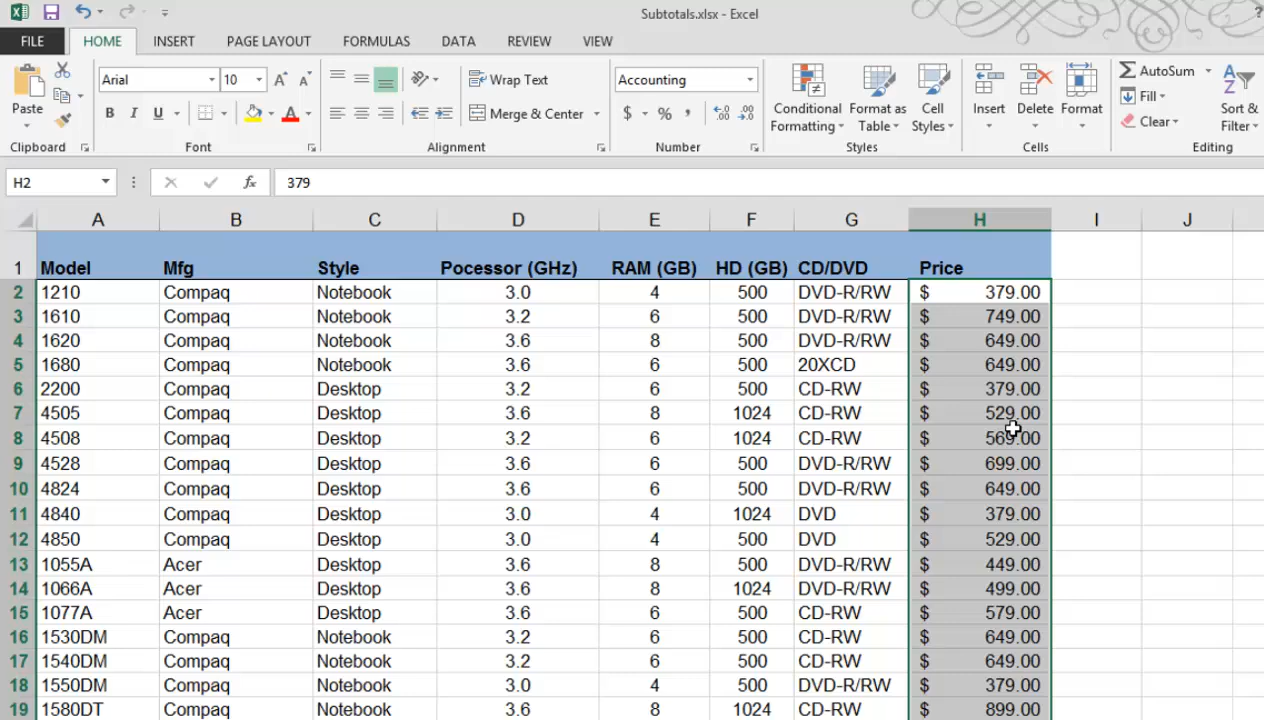 Subtotals.xlsx - Excel ?
FILE HOME INSERT PAGE LAYOUT FORMULAS DATA REVIEW VIEW
Arial 10 A A Wrap Text Accounting AutoSum
Paste B I U A Merge & Center $ % , Conditional Formatting Format as Table Cell Styles Insert Delete Format Fill Clear Sort & Filter
Clipboard Font Alignment Number Styles Cells Editing
H2 fx 379
A B C D E F G H I J
1 Model Mfg Style Pocessor (GHz) RAM (GB) HD (GB) CD/DVD Price
2 1210 Compaq Notebook 3.0 4 500 DVD-R/RW $ 379.00
3 1610 Compaq Notebook 3.2 6 500 DVD-R/RW $ 749.00
4 1620 Compaq Notebook 3.6 8 500 DVD-R/RW $ 649.00
5 1680 Compaq Notebook 3.6 6 500 20XCD $ 649.00
6 2200 Compaq Desktop 3.2 6 500 CD-RW $ 379.00
7 4505 Compaq Desktop 3.6 8 1024 CD-RW $ 529.00
8 4508 Compaq Desktop 3.2 6 1024 CD-RW $ 569.00
9 4528 Compaq Desktop 3.6 6 500 DVD-R/RW $ 699.00
10 4824 Compaq Desktop 3.6 8 500 DVD-R/RW $ 649.00
11 4840 Compaq Desktop 3.0 4 1024 DVD $ 379.00
12 4850 Compaq Desktop 3.0 4 500 DVD $ 529.00
13 1055A Acer Desktop 3.6 8 500 DVD-R/RW $ 449.00
14 1066A Acer Desktop 3.6 8 1024 DVD-R/RW $ 499.00
15 1077A Acer Desktop 3.6 6 500 CD-RW $ 579.00
16 1530DM Compaq Notebook 3.2 6 500 CD-RW $ 649.00
17 1540DM Compaq Notebook 3.2 6 500 CD-RW $ 649.00
18 1550DM Compaq Notebook 3.0 4 500 DVD-R/RW $ 379.00
19 1580DT Compaq Notebook 3.6 8 1024 CD-RW $ 899.00